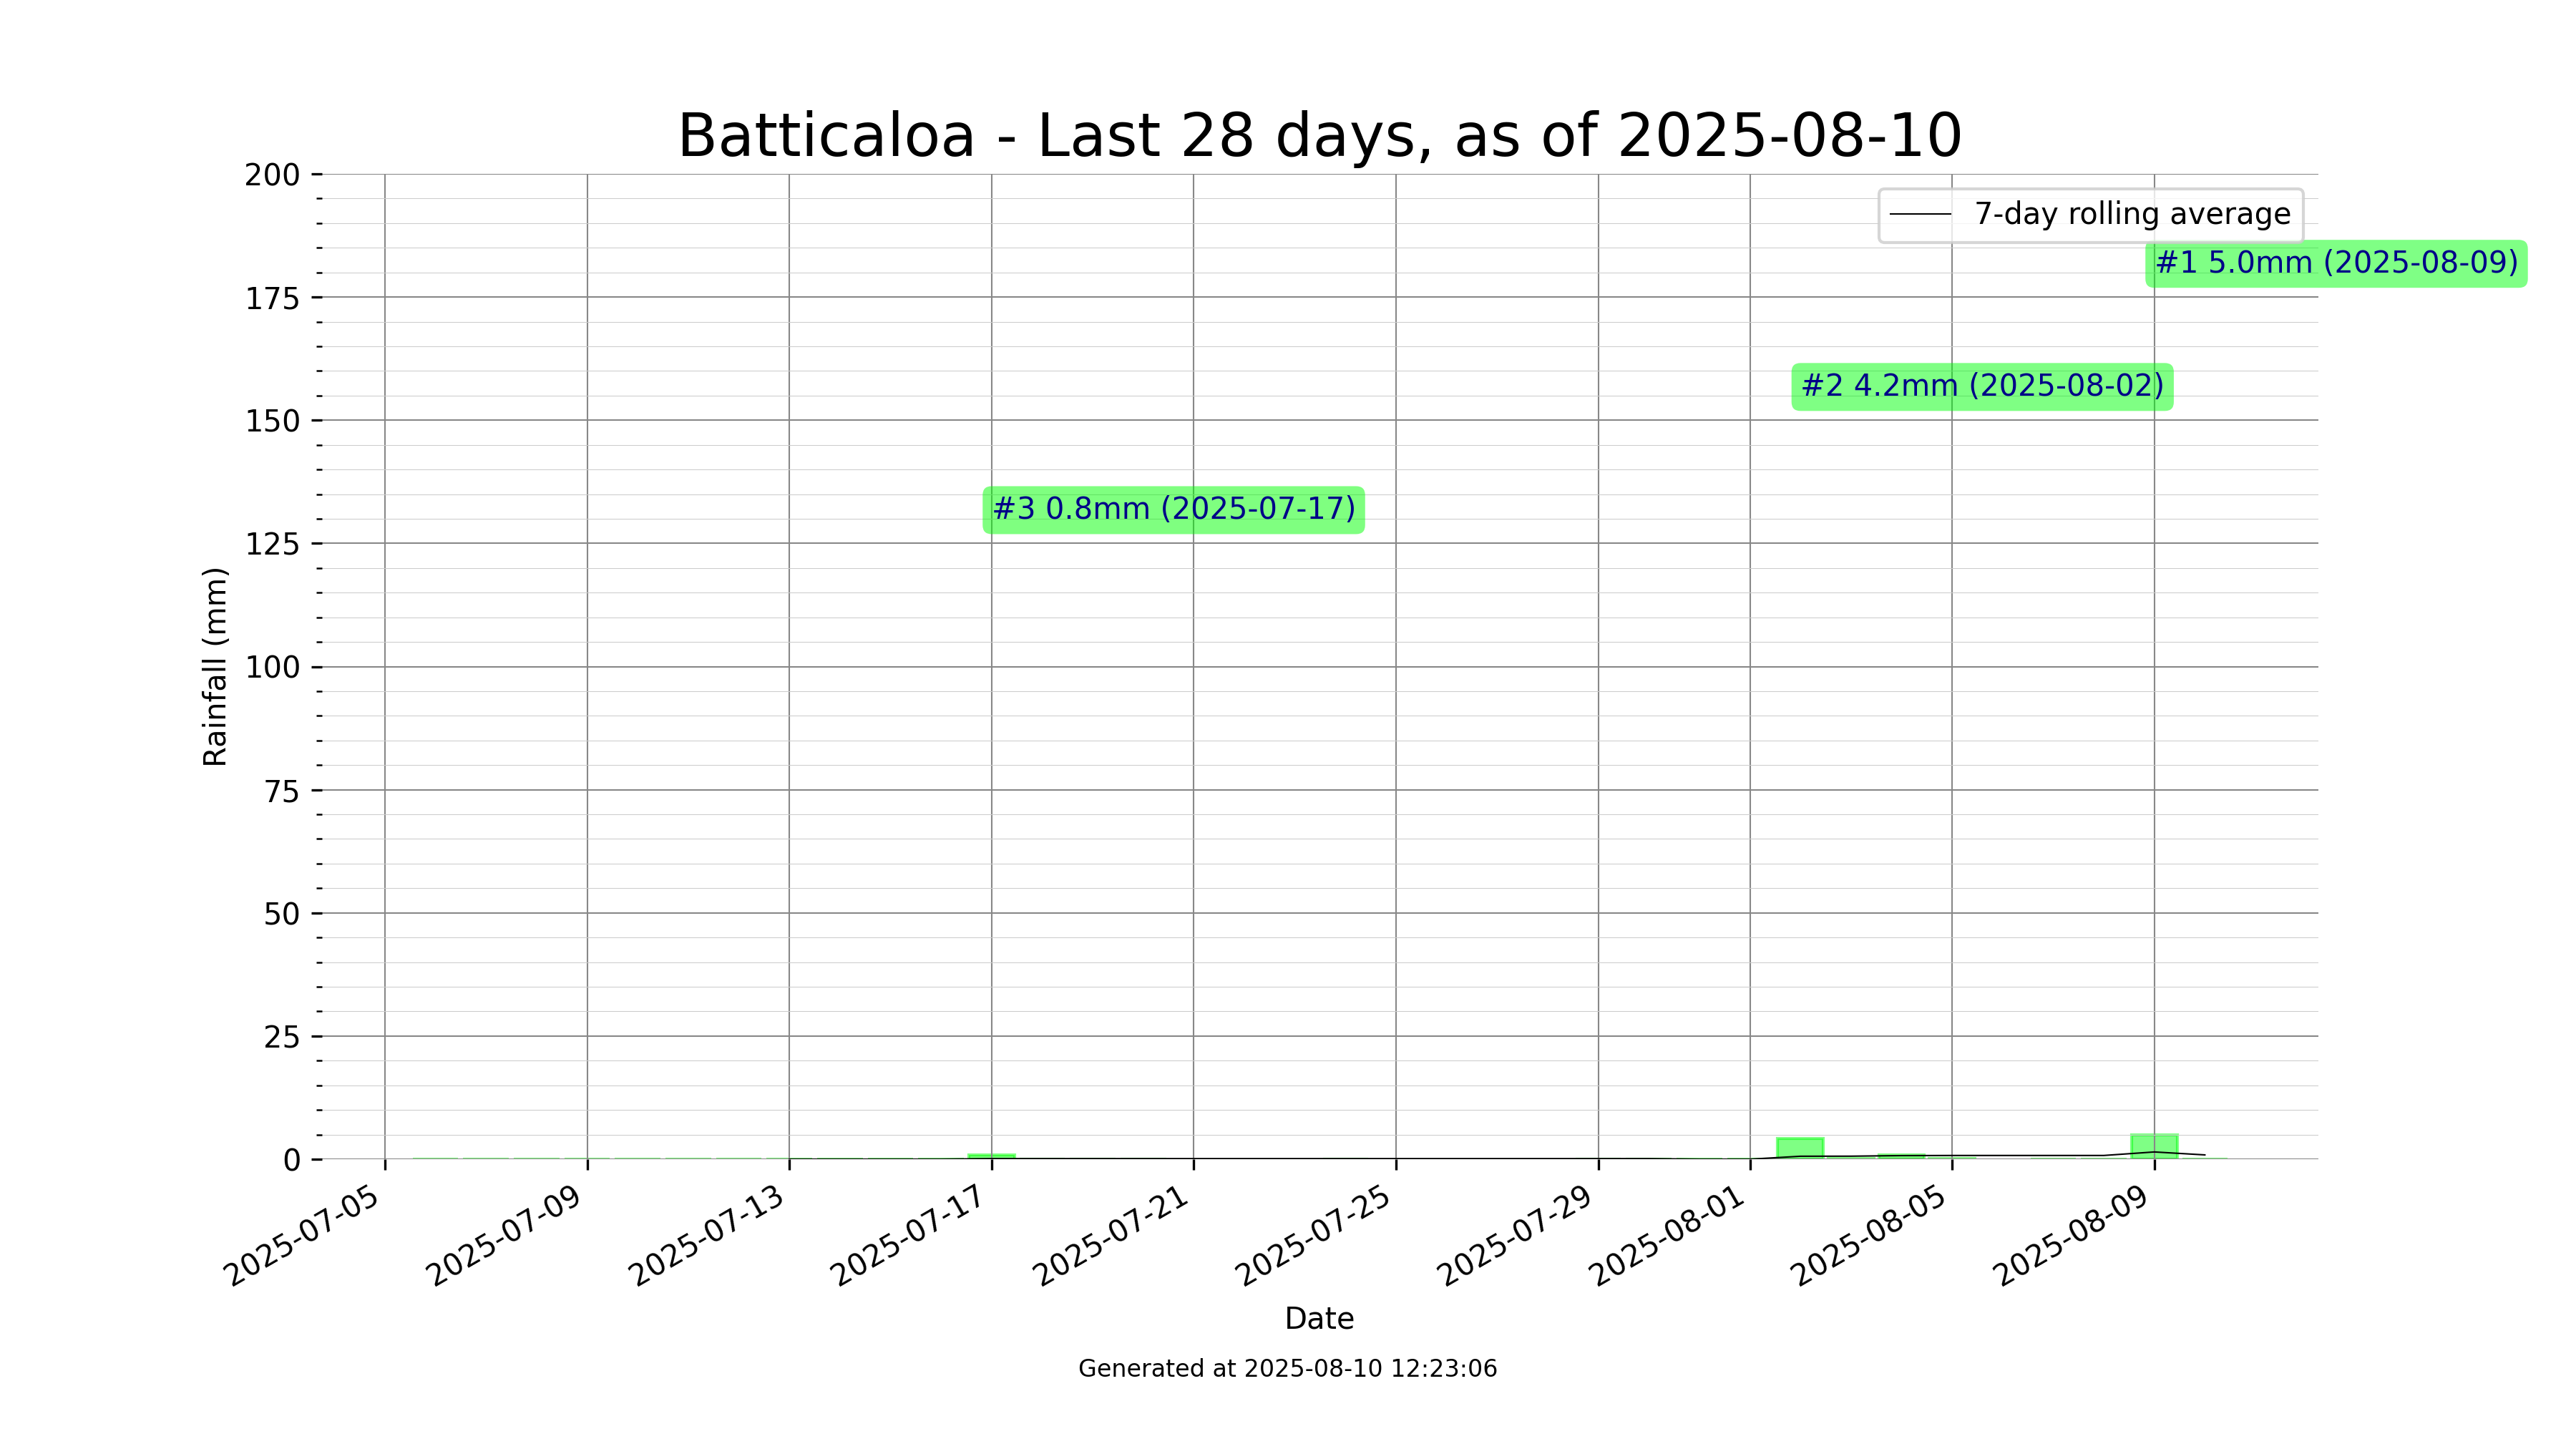 Batticaloa - Last 28 days, as of 2025-08-10
200
175
150
125
100
75
50
25
0
Rainfall (mm)
7-day rolling average
#1 5.0mm (2025-08-09)
#2 4.2mm (2025-08-02)
#3 0.8mm (2025-07-17)
2025-07-05
2025-07-09
2025-07-13
2025-07-17
2025-07-21
2025-07-25
2025-07-29
2025-08-01
2025-08-05
2025-08-09
Date
Generated at 2025-08-10 12:23:06